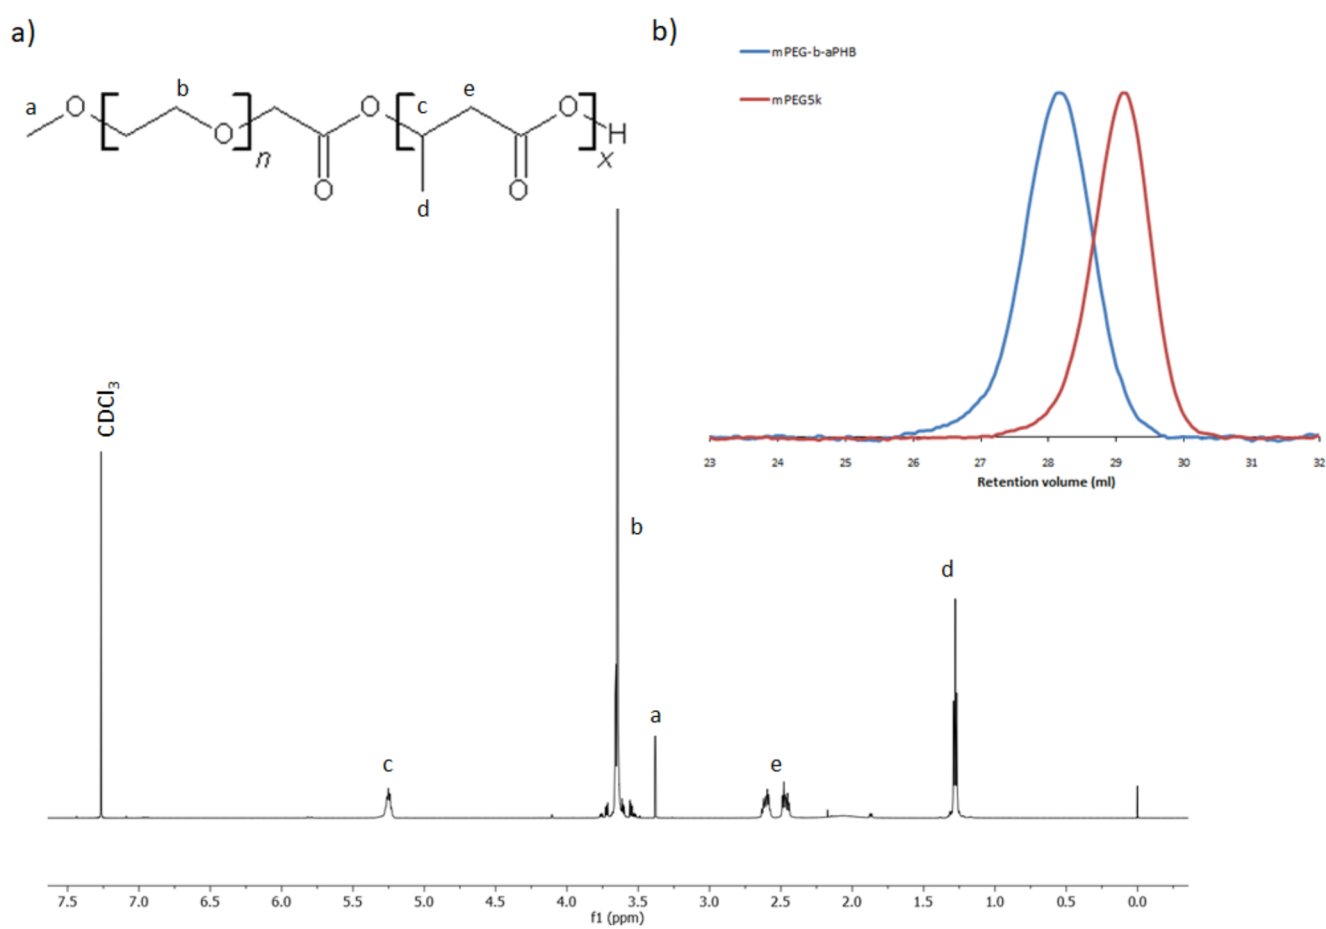 a)
b)
mPEG-b-aPHB
mPEG5k
a
O
b
O
n
O
O
c
d
e
O
O
H
x
23 24 25 26 27 28 29 30 31 32
Retention volume (ml)
CDCl3
c
b
a
e
d
7.5 7.0 6.5 6.0 5.5 5.0 4.5 4.0 3.5 3.0 2.5 2.0 1.5 1.0 0.5 0.0
f1 (ppm)